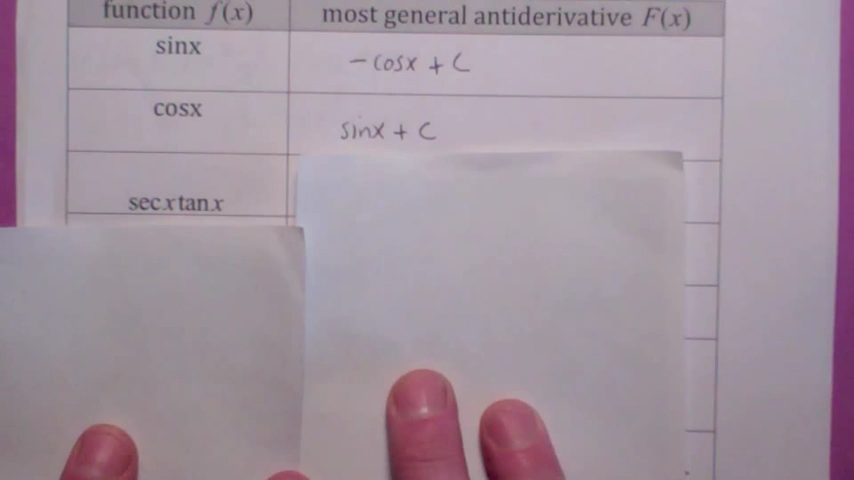 function f(x) most general antiderivative F(x)
sinx -cosx + C
cosx sinx + C
secxtanx